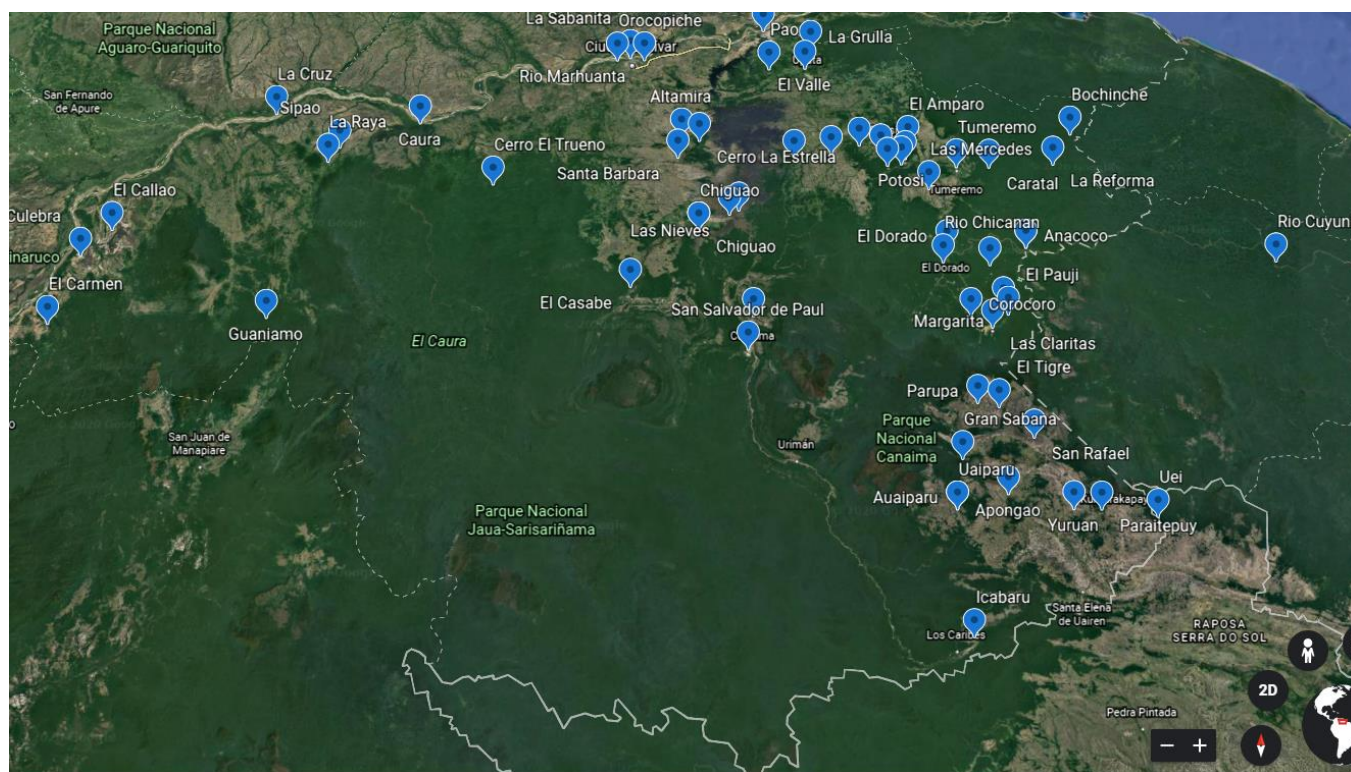 La Sabanita
Orocopiche
Parque Nacional
Aguaro-Guariquito
Pao
La Grulla
Rio Marhuanta
La Cruz
El Valle
San Fernando
de Apure
Sipao
Altamira
El Amparo
Bochinche
La Raya
Caura
Tumeremo
Cerro El Trueno
Cerro La Estrella
Las Mercedes
Santa Barbara
Potosi
Caratal
La Reforma
El Callao
Chiguao
Tumeremo
Culebra
Las Nieves
Rio Chicanan
Rio Cuyun
El Dorado
Anacoco
Chiguao
inaruco
El Dorado
El Carmen
El Pauji
El Casabe
San Salvador de Paul
Corocoro
Guaniamo
Margarita
El Caura
Las Claritas
El Tigre
Parupa
Gran Sabana
Parque
Nacional
Canaima
San Juan de
Manapiare
Urimán
San Rafael
Uaiparu
Uei
Auaiparu
Apongao
Yuruan
Paraitepuy
Parque Nacional
Jaua-Sarisariñama
Icabaru
Santa Elena
de Uairen
Los Caribes
RAPOSA
SERRA DO SOL
2D
Pedra Pintada